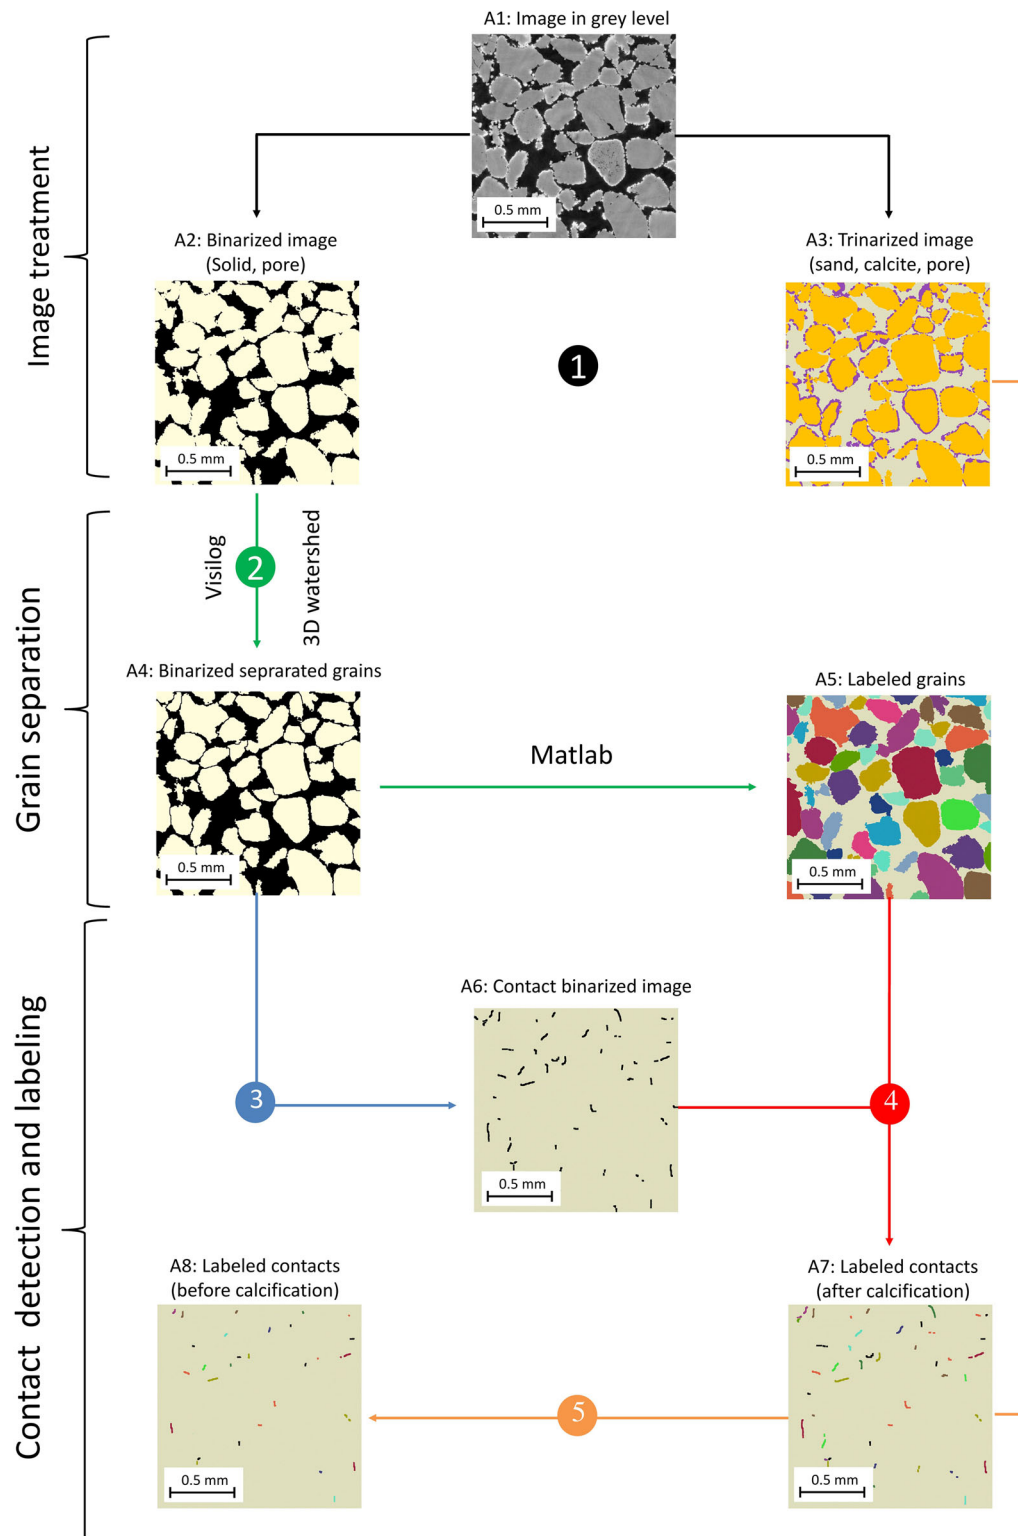 A1: Image in grey level
0.5 mm
Image treatment
A2: Binarized image
(Solid, pore)
0.5 mm
1
A3: Trinarized image
(sand, calcite, pore)
0.5 mm
Grain separation
Visilog
2
3D watershed
A4: Binarized seprarated grains
0.5 mm
Matlab
A5: Labeled grains
0.5 mm
Contact detection and labeling
A6: Contact binarized image
0.5 mm
3
4
A8: Labeled contacts
(before calcification)
0.5 mm
5
A7: Labeled contacts
(after calcification)
0.5 mm